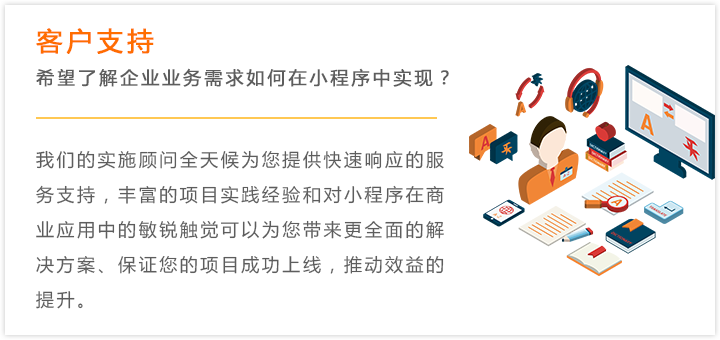 客户支持
希望了解企业业务需求如何在小程序中实现？
我们的实施顾问全天候为您提供快速响应的服
务支持，丰富的项目实践经验和对小程序在商
业应用中的敏锐触觉可以为您带来更全面的解
决方案、保证您的项目成功上线，推动效益的
提升。
A
A
A
A